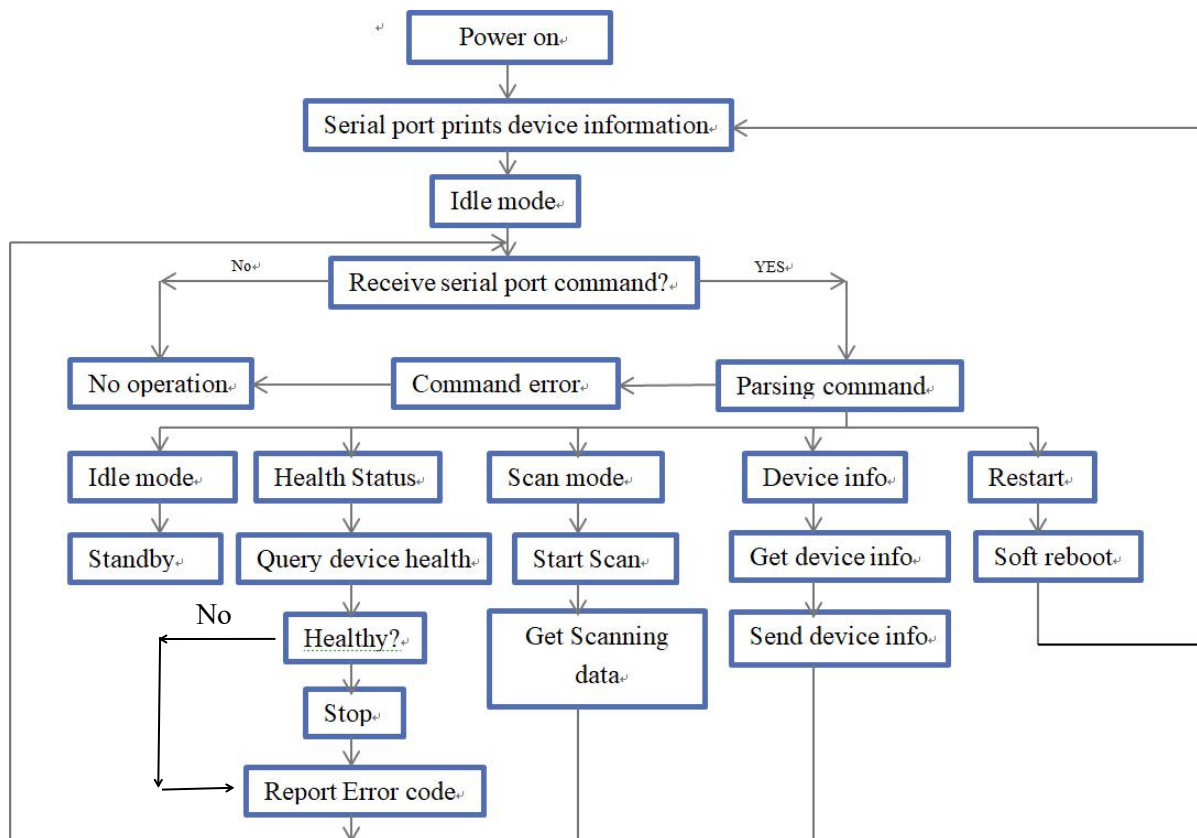 Power on
Serial port prints device information
Idle mode
No
YES
Receive serial port command?
No operation
Command error
Parsing command
Idle mode
Health Status
Scan mode
Device info
Restart
Standby
Query device health
Start Scan
Get device info
Soft reboot
No
Healthy?
Get Scanning
data
Send device info
Stop
Report Error code